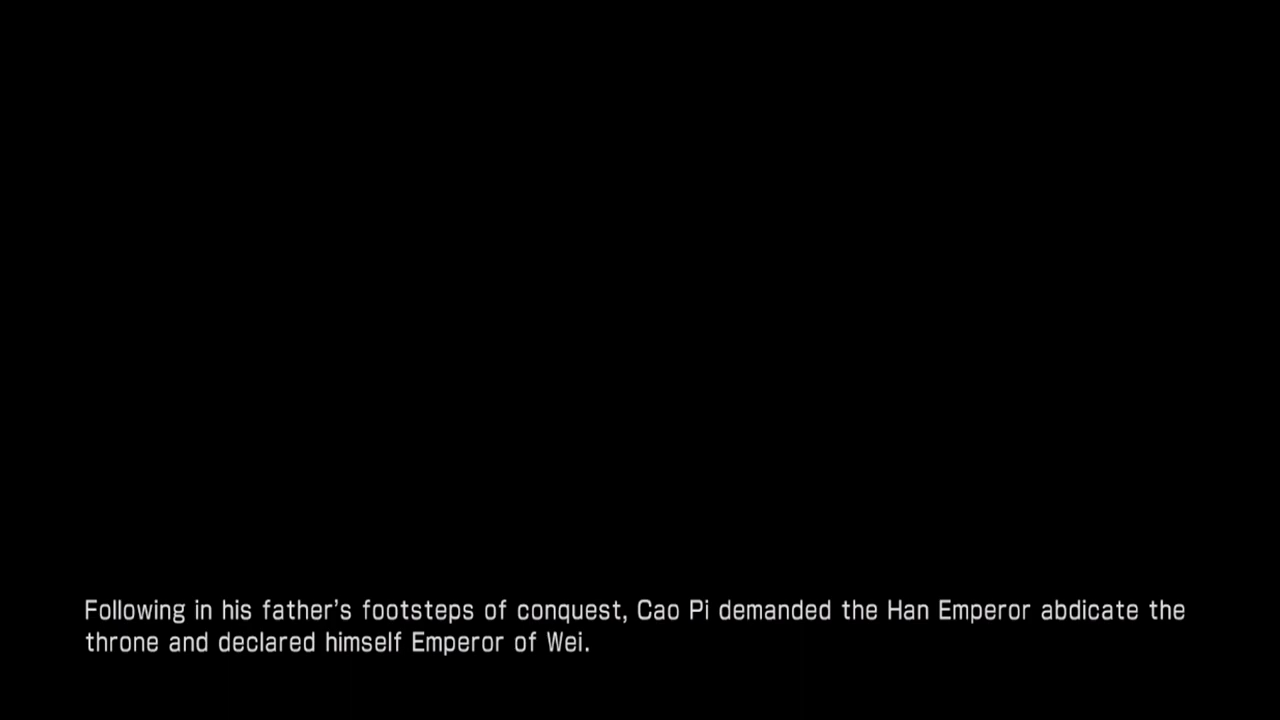 Following in his father's footsteps of conquest, Cao Pi demanded the Han Emperor abdicate the
throne and declared himself Emperor of Wei.